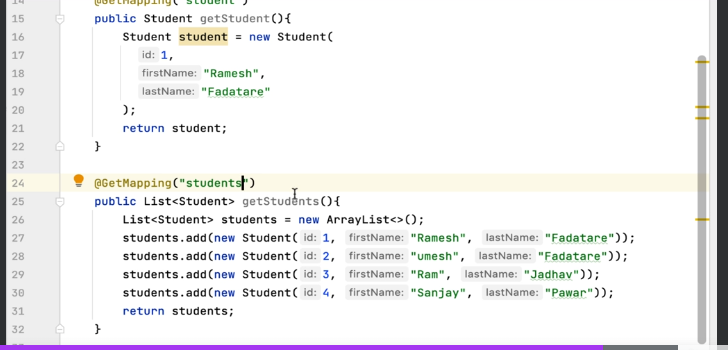 14 @GetMapping("student")
15 public Student getStudent(){
16 Student student = new Student(
17 id: 1,
18 firstName: "Ramesh",
19 lastName: "Fadatare"
20 );
21 return student;
22 }
23
24 @GetMapping("students")
25 public List<Student> getStudents(){
26 List<Student> students = new ArrayList<>();
27 students.add(new Student( id: 1, firstName: "Ramesh", lastName: "Fadatare"));
28 students.add(new Student( id: 2, firstName: "umesh", lastName: "Fadatare"));
29 students.add(new Student( id: 3, firstName: "Ram", lastName: "Jadhav"));
30 students.add(new Student( id: 4, firstName: "Sanjay", lastName: "Pawar"));
31 return students;
32 }